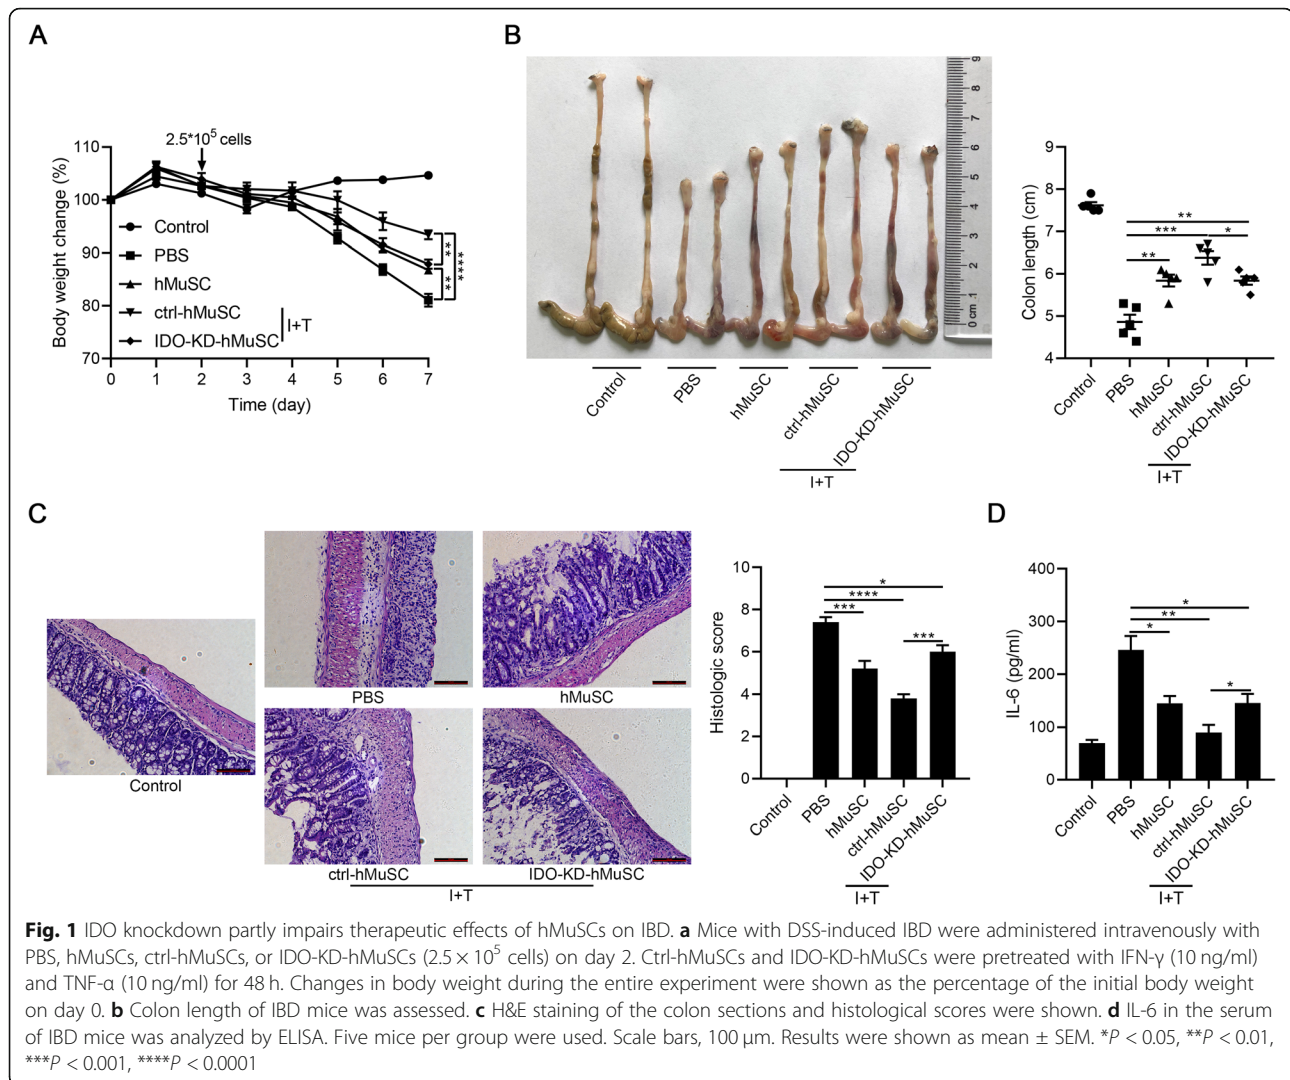 A
2.5*10⁵ cells
110
100
90
80
70
Body weight change (%)
Control
PBS
hMuSC
ctrl-hMuSC
IDO-KD-hMuSC
I+T
**
***
****
0 1 2 3 4 5 6 7
Time (day)
B
9
8
7
6
5
4
3
2
1
0 cm
Control
PBS
hMuSC
ctrl-hMuSC
IDO-KD-hMuSC
I+T
Colon length (cm)
9
8
7
6
5
4
**
***
*
**
Control
PBS
hMuSC
ctrl-hMuSC
IDO-KD-hMuSC
I+T
C
Control
PBS
hMuSC
ctrl-hMuSC
IDO-KD-hMuSC
I+T
Histologic score
10
8
6
4
2
0
*
****
***
***
Control
PBS
hMuSC
ctrl-hMuSC
IDO-KD-hMuSC
I+T
D
IL-6 (pg/ml)
400
300
200
100
0
*
**
*
*
Control
PBS
hMuSC
ctrl-hMuSC
IDO-KD-hMuSC
I+T
Fig. 1 IDO knockdown partly impairs therapeutic effects of hMuSCs on IBD. a Mice with DSS-induced IBD were administered intravenously with
PBS, hMuSCs, ctrl-hMuSCs, or IDO-KD-hMuSCs (2.5 × 10⁵ cells) on day 2. Ctrl-hMuSCs and IDO-KD-hMuSCs were pretreated with IFN-γ (10 ng/ml)
and TNF-α (10 ng/ml) for 48 h. Changes in body weight during the entire experiment were shown as the percentage of the initial body weight
on day 0. b Colon length of IBD mice was assessed. c H&E staining of the colon sections and histological scores were shown. d IL-6 in the serum
of IBD mice was analyzed by ELISA. Five mice per group were used. Scale bars, 100 μm. Results were shown as mean ± SEM. *P < 0.05, **P < 0.01,
***P < 0.001, ****P < 0.0001